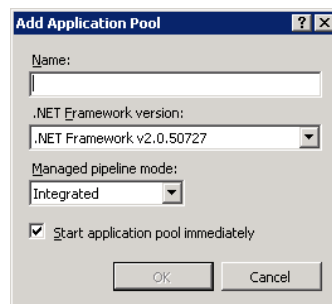 Add Application Pool
Name:
.NET Framework version:
.NET Framework v2.0.50727
Managed pipeline mode:
Integrated
Start application pool immediately
OK
Cancel